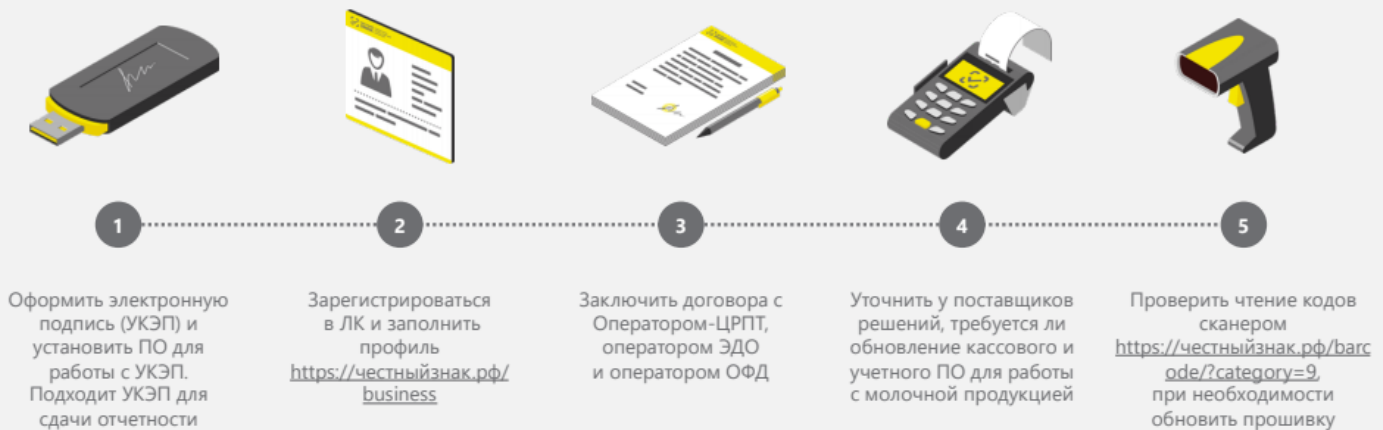 1
Оформить электронную
подпись (УКЭП) и
установить ПО для
работы с УКЭП.
Подходит УКЭП для
сдачи отчетности
2
Зарегистрироваться
в ЛК и заполнить
профиль
https://честныйзнак.рф/
business
3
Заключить договора с
Оператором-ЦРПТ,
оператором ЭДО
и оператором ОФД
4
Уточнить у поставщиков
решений, требуется ли
обновление кассового и
учетного ПО для работы
с молочной продукцией
5
Проверить чтение кодов
сканером
https://честныйзнак.рф/barc
ode/?category=9,
при необходимости
обновить прошивку